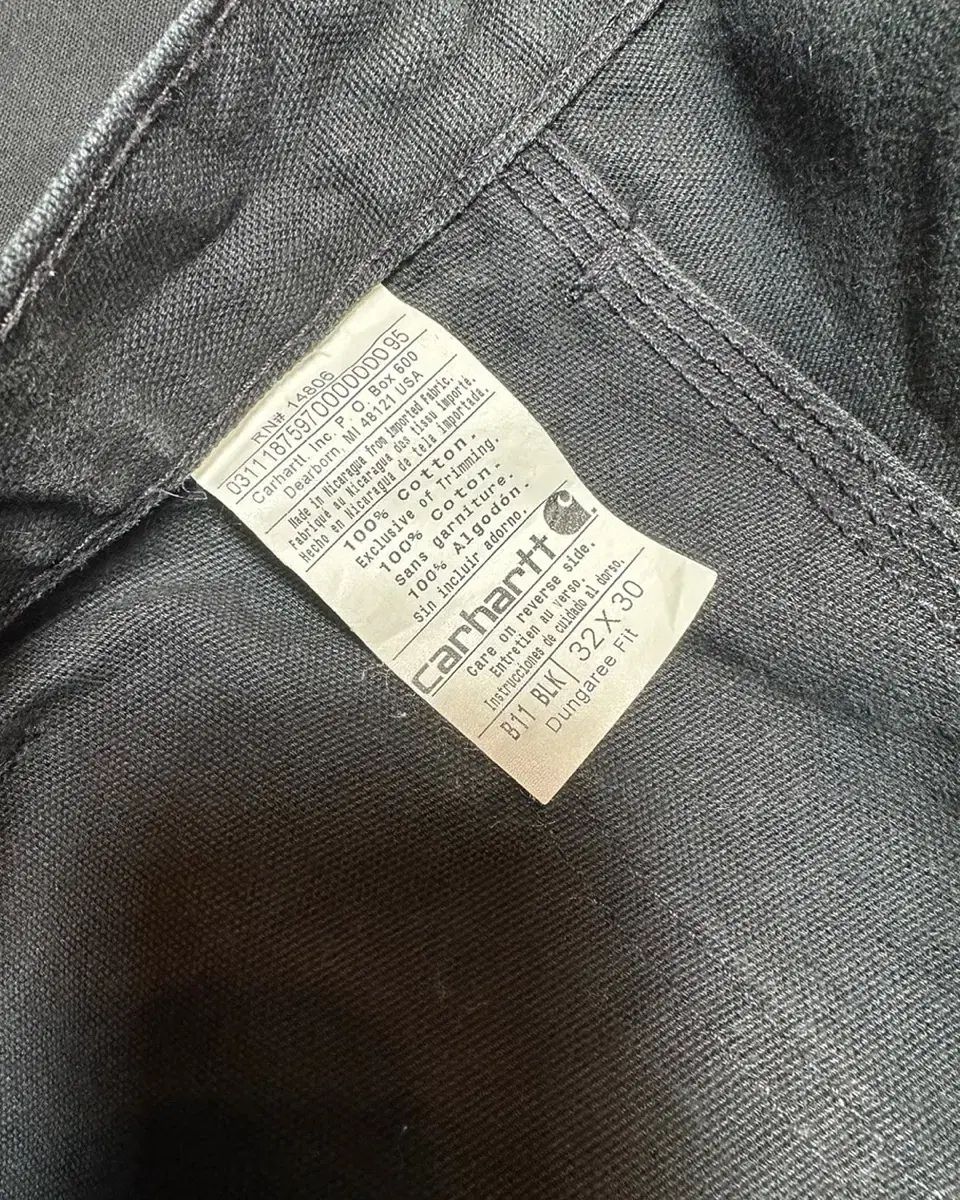 RN# 14806
0311187597000000095
Carhartt, Inc. P. O. Box 600
Dearborn, MI 48121 USA
Made in Nicaragua from Imported Fabric.
Fabriqué au Nicaragua des tissu importé.
Hecho en Nicaragua de tela importada.
100% Cotton.
Exclusive of Trimming.
100% Coton.
Sans garniture.
100% Algodón.
Sin incluir adorno.
carhartt
Care on reverse side.
Entretien au verso.
Instrucciones de cuidado al dorso.
B11 BLK 32X30
Dungaree Fit